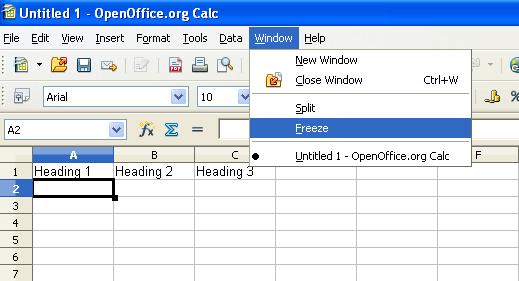 Untitled 1 - OpenOffice.org Calc
File Edit View Insert Format Tools Data Window Help
New Window
Close Window Ctrl+W
Split
Freeze
Untitled 1 - OpenOffice.org Calc
Arial 10
A2 fx Σ =
A B C F
1 Heading 1 Heading 2 Heading 3
2
3
4
5
6
7